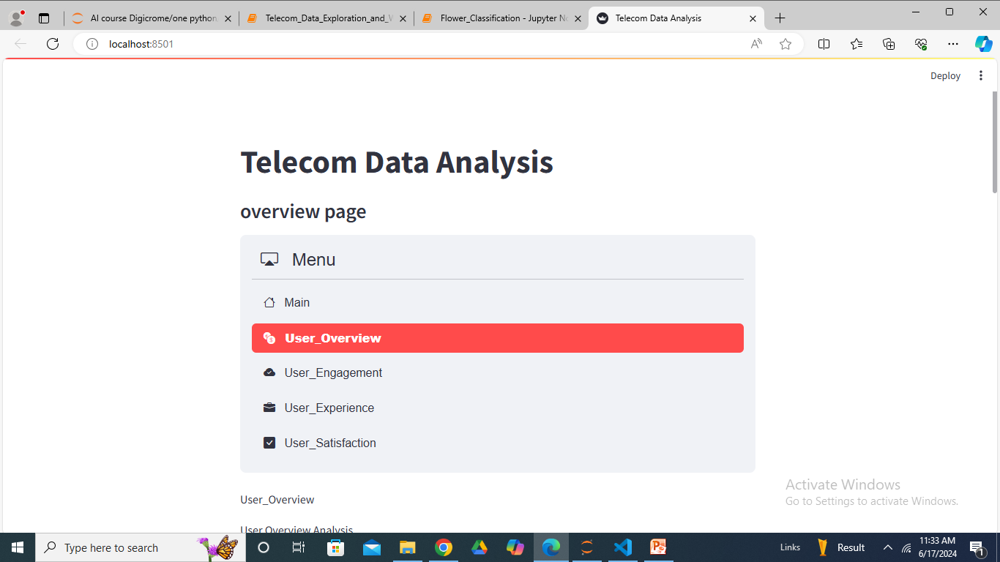 AI course Digicrome/one python
Telecom_Data_Exploration_and_V
Flower_Classification - Jupyter No
Telecom Data Analysis
localhost:8501
Deploy
Telecom Data Analysis
overview page
Menu
Main
User_Overview
User_Engagement
User_Experience
User_Satisfaction
User_Overview
User Overview Analysis
Activate Windows
Go to Settings to activate Windows.
Type here to search
Links
Result
11:33 AM
6/17/2024
1